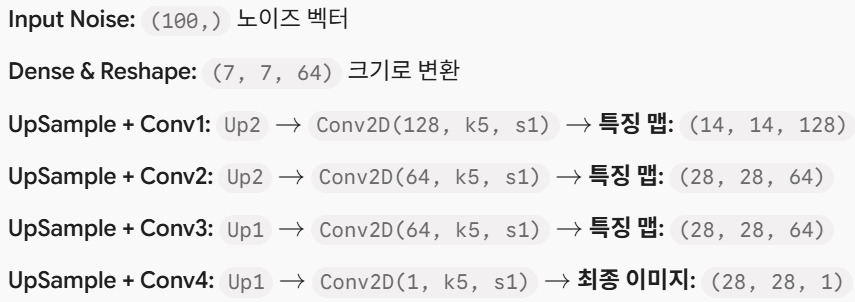 Input Noise: (100,) 노이즈 벡터
Dense & Reshape: (7, 7, 64) 크기로 변환
UpSample + Conv1: Up2 → Conv2D(128, k5, s1) → 특징 맵: (14, 14, 128)
UpSample + Conv2: Up2 → Conv2D(64, k5, s1) → 특징 맵: (28, 28, 64)
UpSample + Conv3: Up1 → Conv2D(64, k5, s1) → 특징 맵: (28, 28, 64)
UpSample + Conv4: Up1 → Conv2D(1, k5, s1) → 최종 이미지: (28, 28, 1)